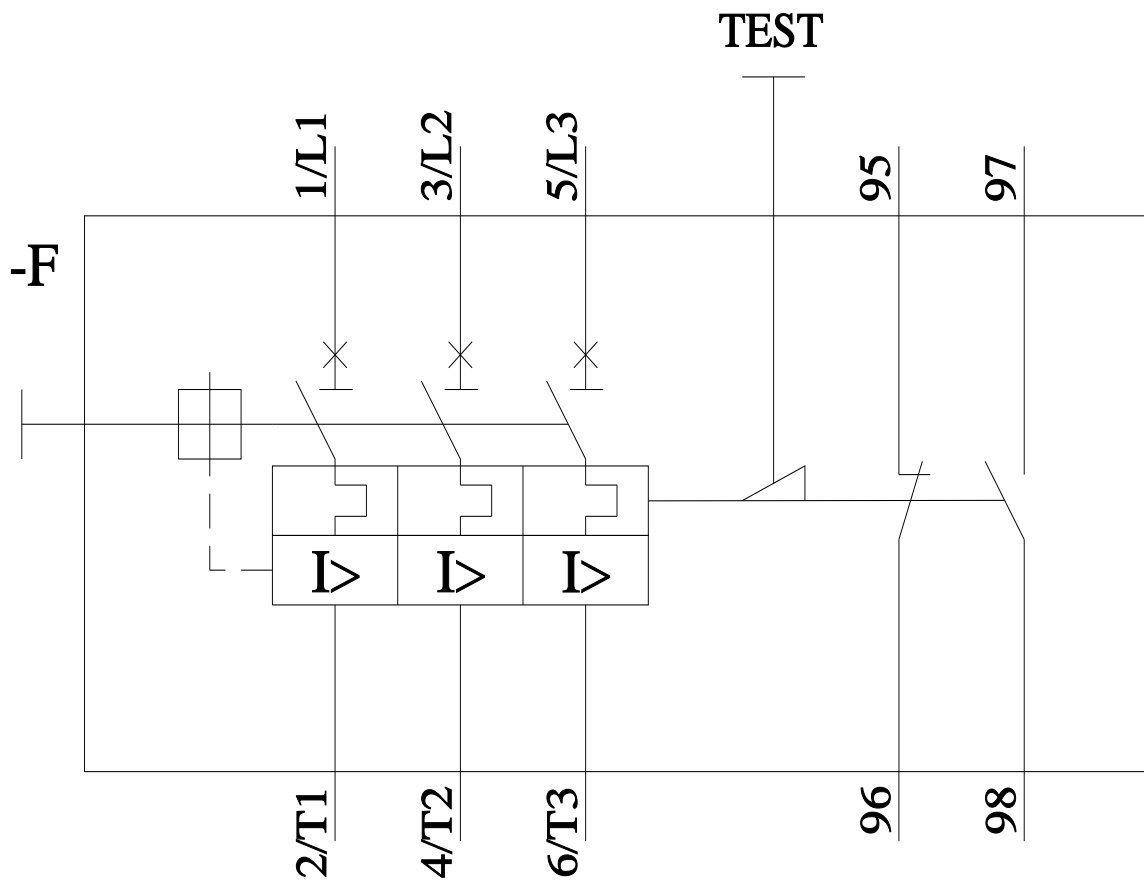 TEST
1/L1
3/L2
5/L3
95
97
-F
I>
I>
I>
2/T1
4/T2
6/T3
96
98